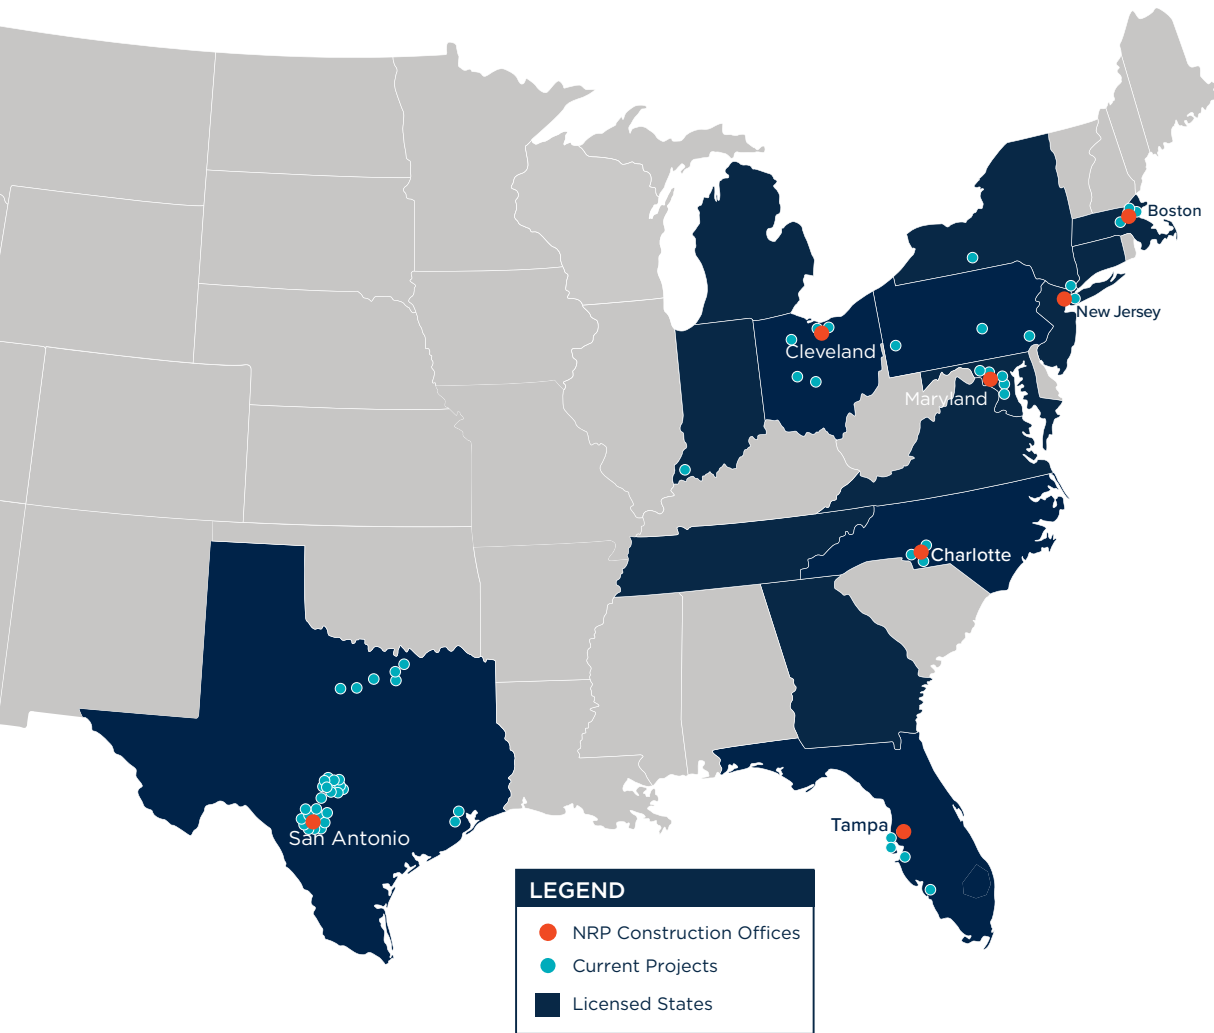 Boston
New Jersey
Cleveland
Maryland
Charlotte
Tampa
San Antonio
LEGEND
NRP Construction Offices
Current Projects
Licensed States